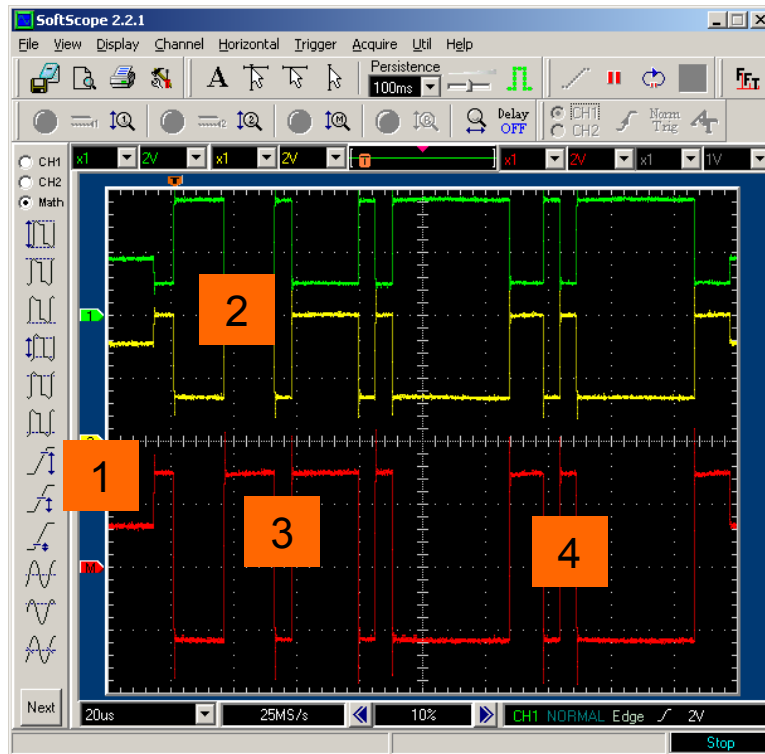 SoftScope 2.2.1
File View Display Channel Horizontal Trigger Acquire Util Help
Persistence
100ms
A
FFT
Delay
OFF
CH1
CH2
Norm
Trig
x1 2V x1 2V T x1 2V x1 1V
CH1
CH2
Math
T
2
1
1
3
4
M
Next
20us 25MS/s 10% CH1 NORMAL Edge 2V
Stop